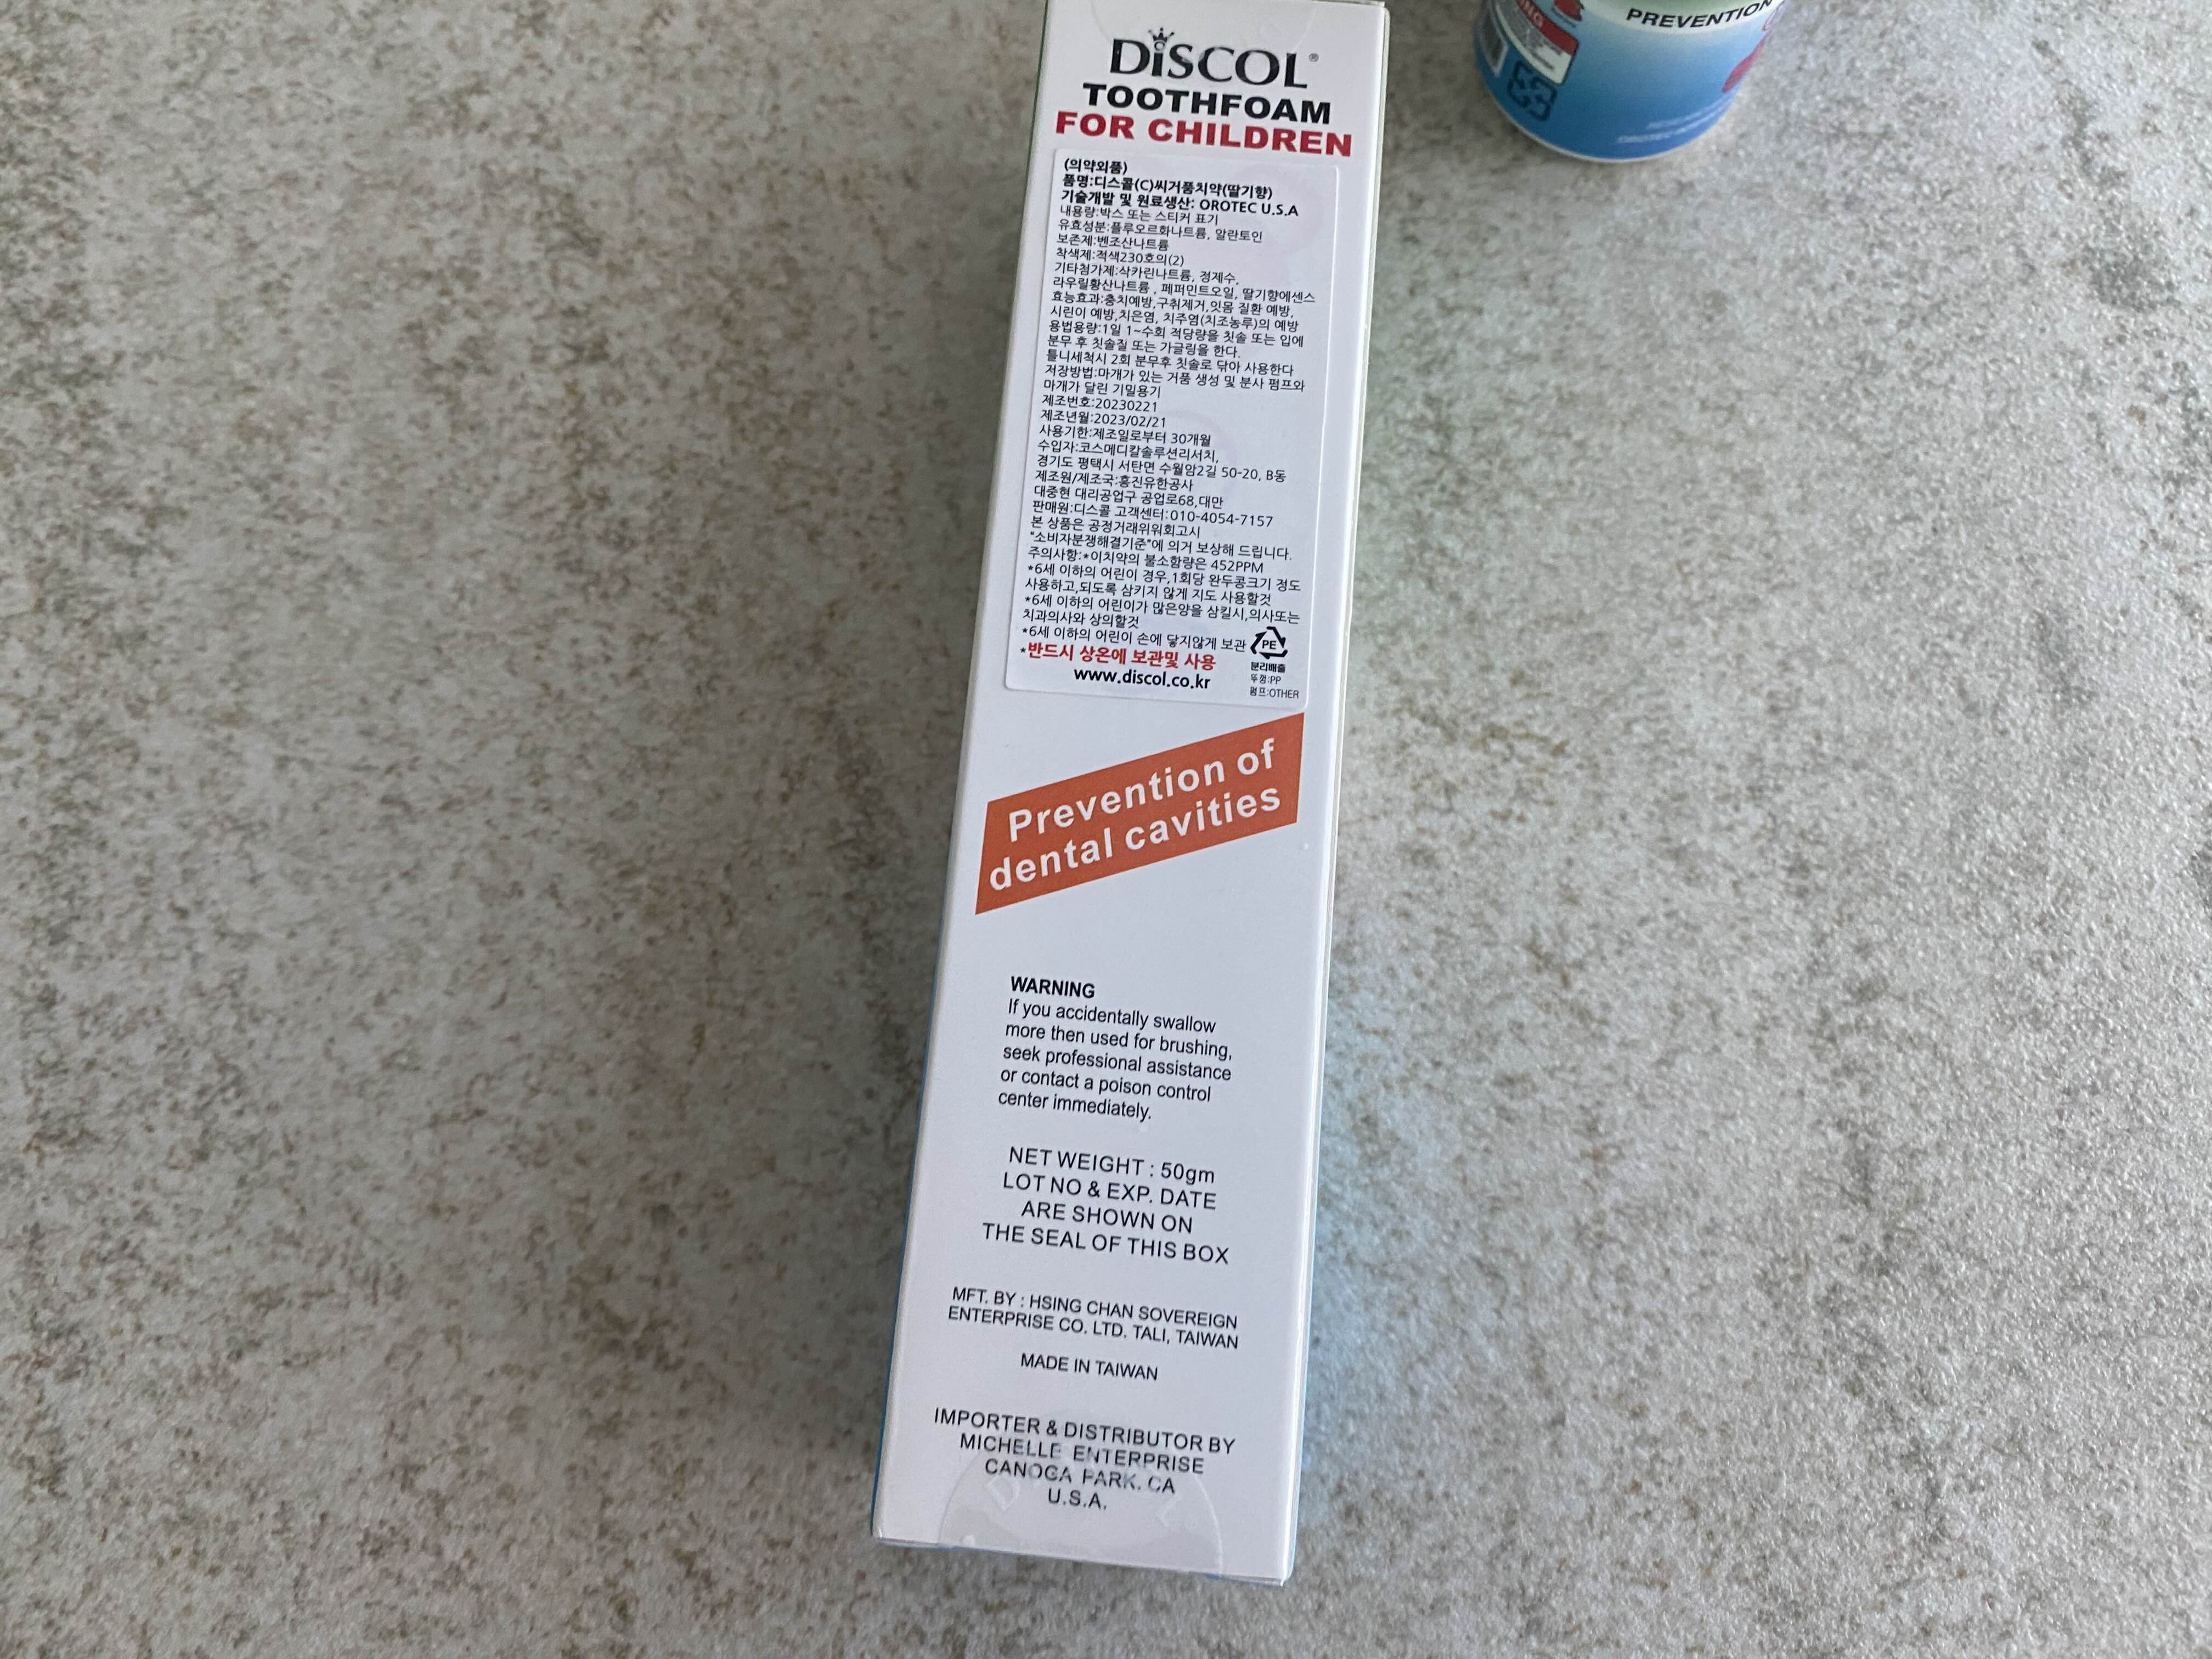 DiSCOL®
TOOTHFOAM
FOR CHILDREN
(의약외품)
품명:디스콜(C)씨거품치약(딸기향)
기술개발 및 원료생산: OROTEC U.S.A
내용량:박스 또는 스티커 표기
유효성분:플루오르화나트륨, 알란토인
보존제:벤조산나트륨
착색제:적색230호의(2)
기타첨가제:삭카린나트륨, 정제수,
라우릴황산나트륨 , 페퍼민트오일, 딸기향에센스
효능효과:충치예방,구취제거,잇몸 질환 예방,
시린이 예방,치은염, 치주염(치조농루)의 예방
용법용량:1일 1~수회 적당량을 칫솔 또는 입에
분무 후 칫솔질 또는 가글링을 한다.
틀니세척시 2회 분무후 칫솔로 닦아 사용한다
저장방법:마개가 있는 거품 생성 및 분사 펌프와
마개가 달린 기밀용기
제조번호:20230221
제조년월:2023/02/21
사용기한:제조일로부터 30개월
수입자:코스메디칼솔루션리서치,
경기도 평택시 서탄면 수월암2길 50-20, B동
제조원/제조국:흥진유한공사
대중현 대리공업구 공업로68,대만
판매원:디스콜 고객센터:010-4054-7157
본 상품은 공정거래위워회고시
"소비자분쟁해결기준"에 의거 보상해 드립니다.
주의사항:*이치약의 불소함량은 452PPM
*6세 이하의 어린이 경우,1회당 완두콩크기 정도
사용하고,되도록 삼키지 않게 지도 사용할것
*6세 이하의 어린이가 많은양을 삼킬시,의사또는
치과의사와 상의할것
*6세 이하의 어린이 손에 닿지않게 보관
*반드시 상온에 보관및 사용
www.discol.co.kr
PE
분리배출
뚜껑:PP
펌프:OTHER
Prevention of
dental cavities
WARNING
If you accidentally swallow
more then used for brushing,
seek professional assistance
or contact a poison control
center immediately.
NET WEIGHT : 50gm
LOT NO & EXP. DATE
ARE SHOWN ON
THE SEAL OF THIS BOX
MFT. BY : HSING CHAN SOVEREIGN
ENTERPRISE CO. LTD. TALI, TAIWAN
MADE IN TAIWAN
IMPORTER & DISTRIBUTOR BY
MICHELLE ENTERPRISE
CANOGA PARK. CA
U.S.A.
PREVENTION